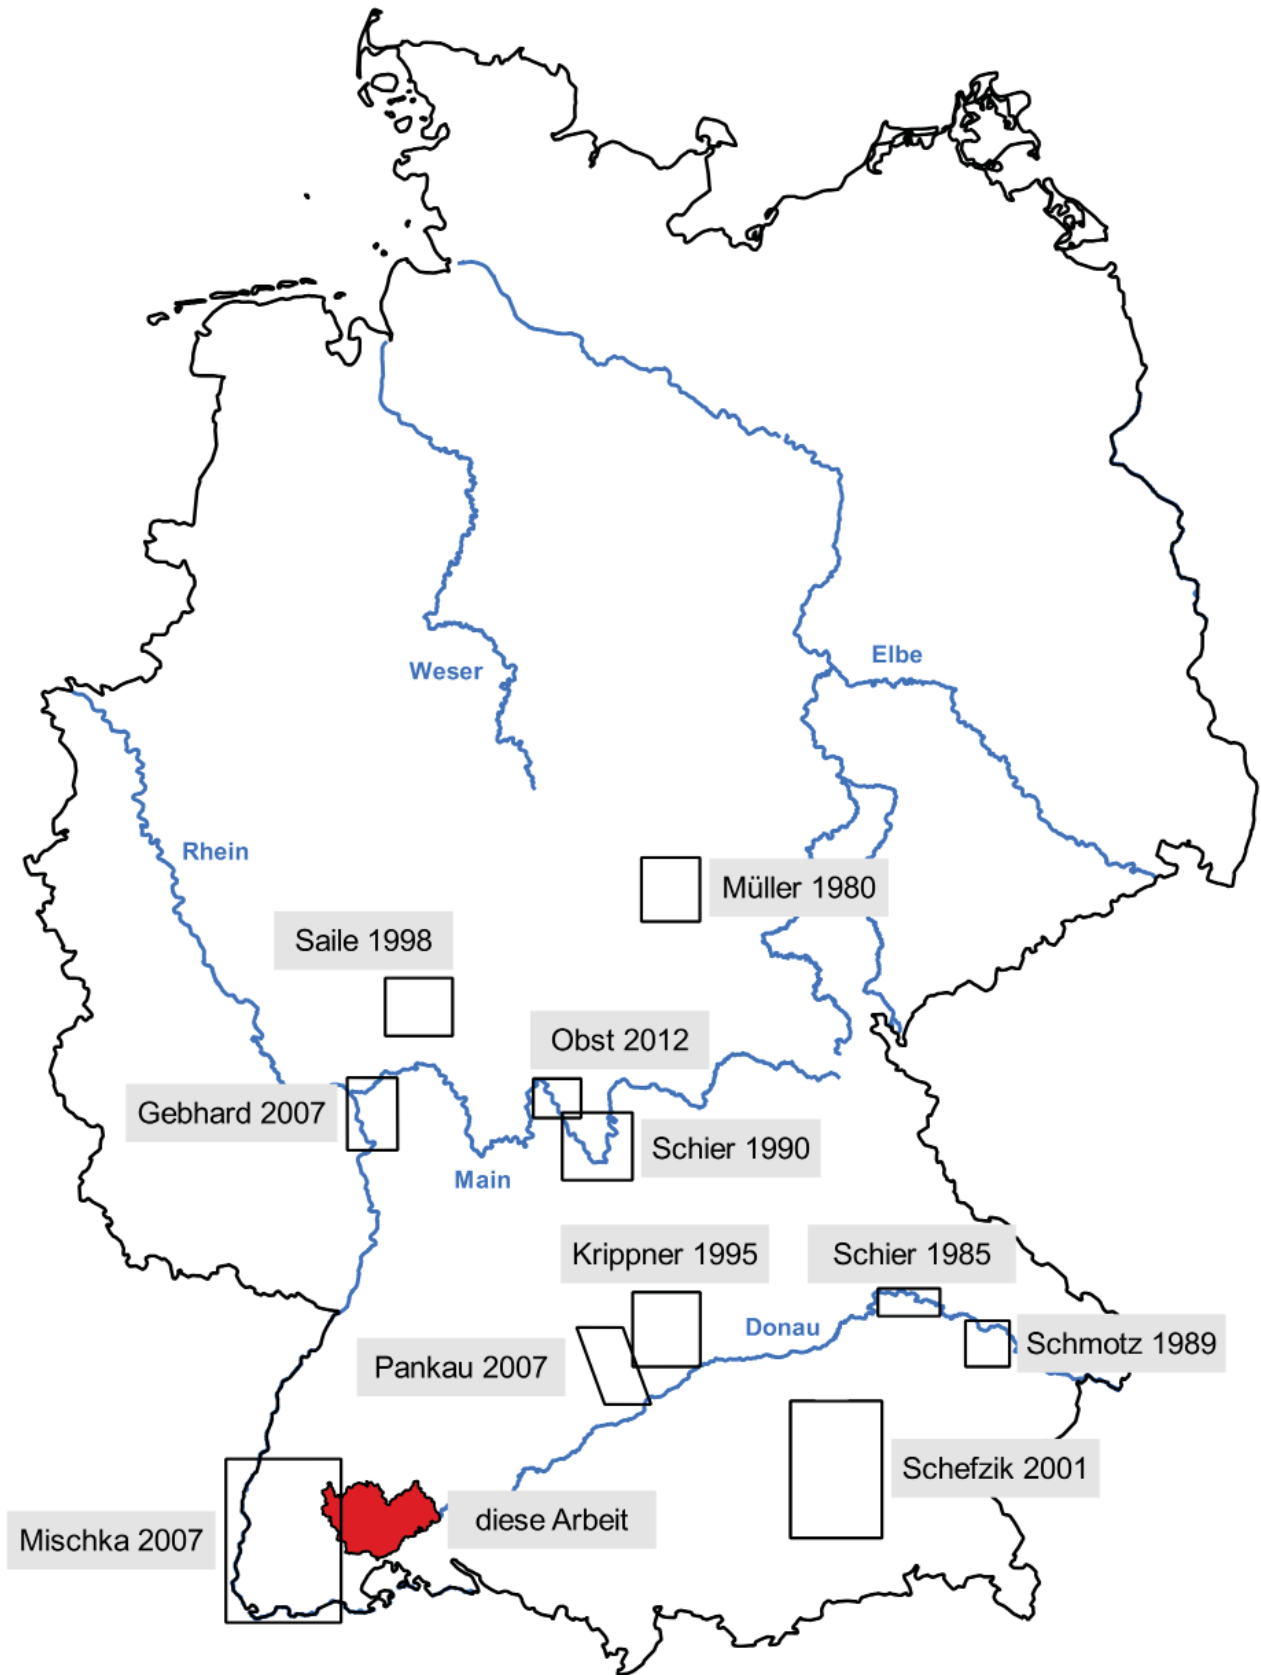 Elbe
Weser
Rhein
Müller 1980
Saile 1998
Obst 2012
Gebhard 2007
Schier 1990
Main
Krippner 1995
Schier 1985
Donau
Schmotz 1989
Pankau 2007
Schefzik 2001
diese Arbeit
Mischka 2007